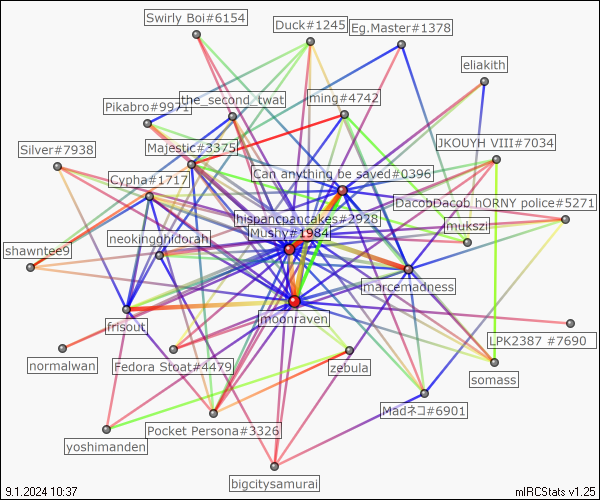 Swirly Boi#6154
Duck#1245
Eg.Master#1378
eliakith
the_second_twat
ming#4742
Pikabro#9971
JKOUYH VIII#7034
Majestic#3375
Silver#7938
Can anything be saved#0396
Cypha#1717
DacobDacob hORNY police#5271
hispancpancakes#2928
mukszi
Mushy#1984
neokingghidorah
shawntee9
marcemadness
moonraven
frisout
LPK2387 #7690
normalwan
Fedora Stoat#4479
zebula
somass
Madネコ#6901
Pocket Persona#3326
yoshimanden
bigcitysamurai
9.1.2024 10:37
mIRCStats v1.25